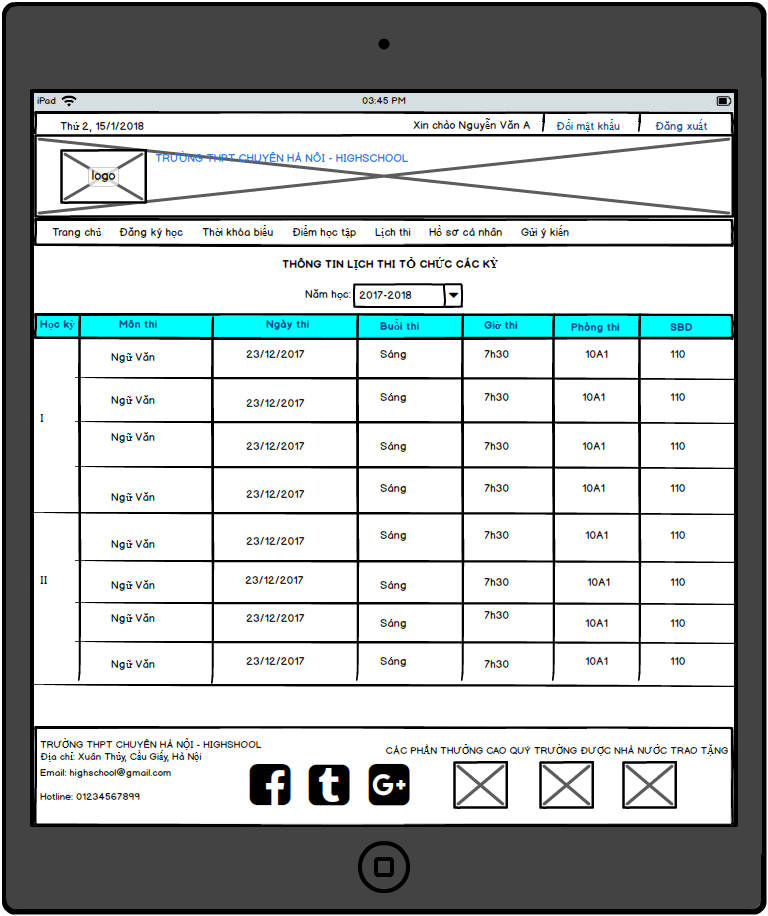 iPad 03:45 PM
Thứ 2, 15/1/2018 Xin chào Nguyễn Văn A Đổi mật khẩu Đăng xuất
TRƯỜNG THPT CHUYÊN HÀ NỘI - HIGHSCHOOL
logo
Trang chủ Đăng ký học Thời khóa biểu Điểm học tập Lịch thi Hồ sơ cá nhân Gửi ý kiến
THÔNG TIN LỊCH THI TỔ CHỨC CÁC KỲ
Năm học: 2017-2018
Học kỳ Môn thi Ngày thi Buổi thi Giờ thi Phòng thi SBD
Ngữ Văn 23/12/2017 Sáng 7h30 10A1 110
Ngữ Văn 23/12/2017 Sáng 7h30 10A1 110
I
Ngữ Văn 23/12/2017 Sáng 7h30 10A1 110
Ngữ Văn 23/12/2017 Sáng 7h30 10A1 110
Ngữ Văn 23/12/2017 Sáng 7h30 10A1 110
II Ngữ Văn 23/12/2017 Sáng 7h30 10A1 110
Ngữ Văn 23/12/2017 Sáng 7h30 10A1 110
Ngữ Văn 23/12/2017 Sáng 7h30 10A1 110
TRƯỜNG THPT CHUYÊN HÀ NỘI - HIGHSHOOL
Địa chỉ: Xuân Thủy, Cầu Giấy, Hà Nội
Email: highschool@gmail.com
Hotline: 01234567899
f t G+
CÁC PHẦN THƯỞNG CAO QUÝ TRƯỜNG ĐƯỢC NHÀ NƯỚC TRAO TẶNG